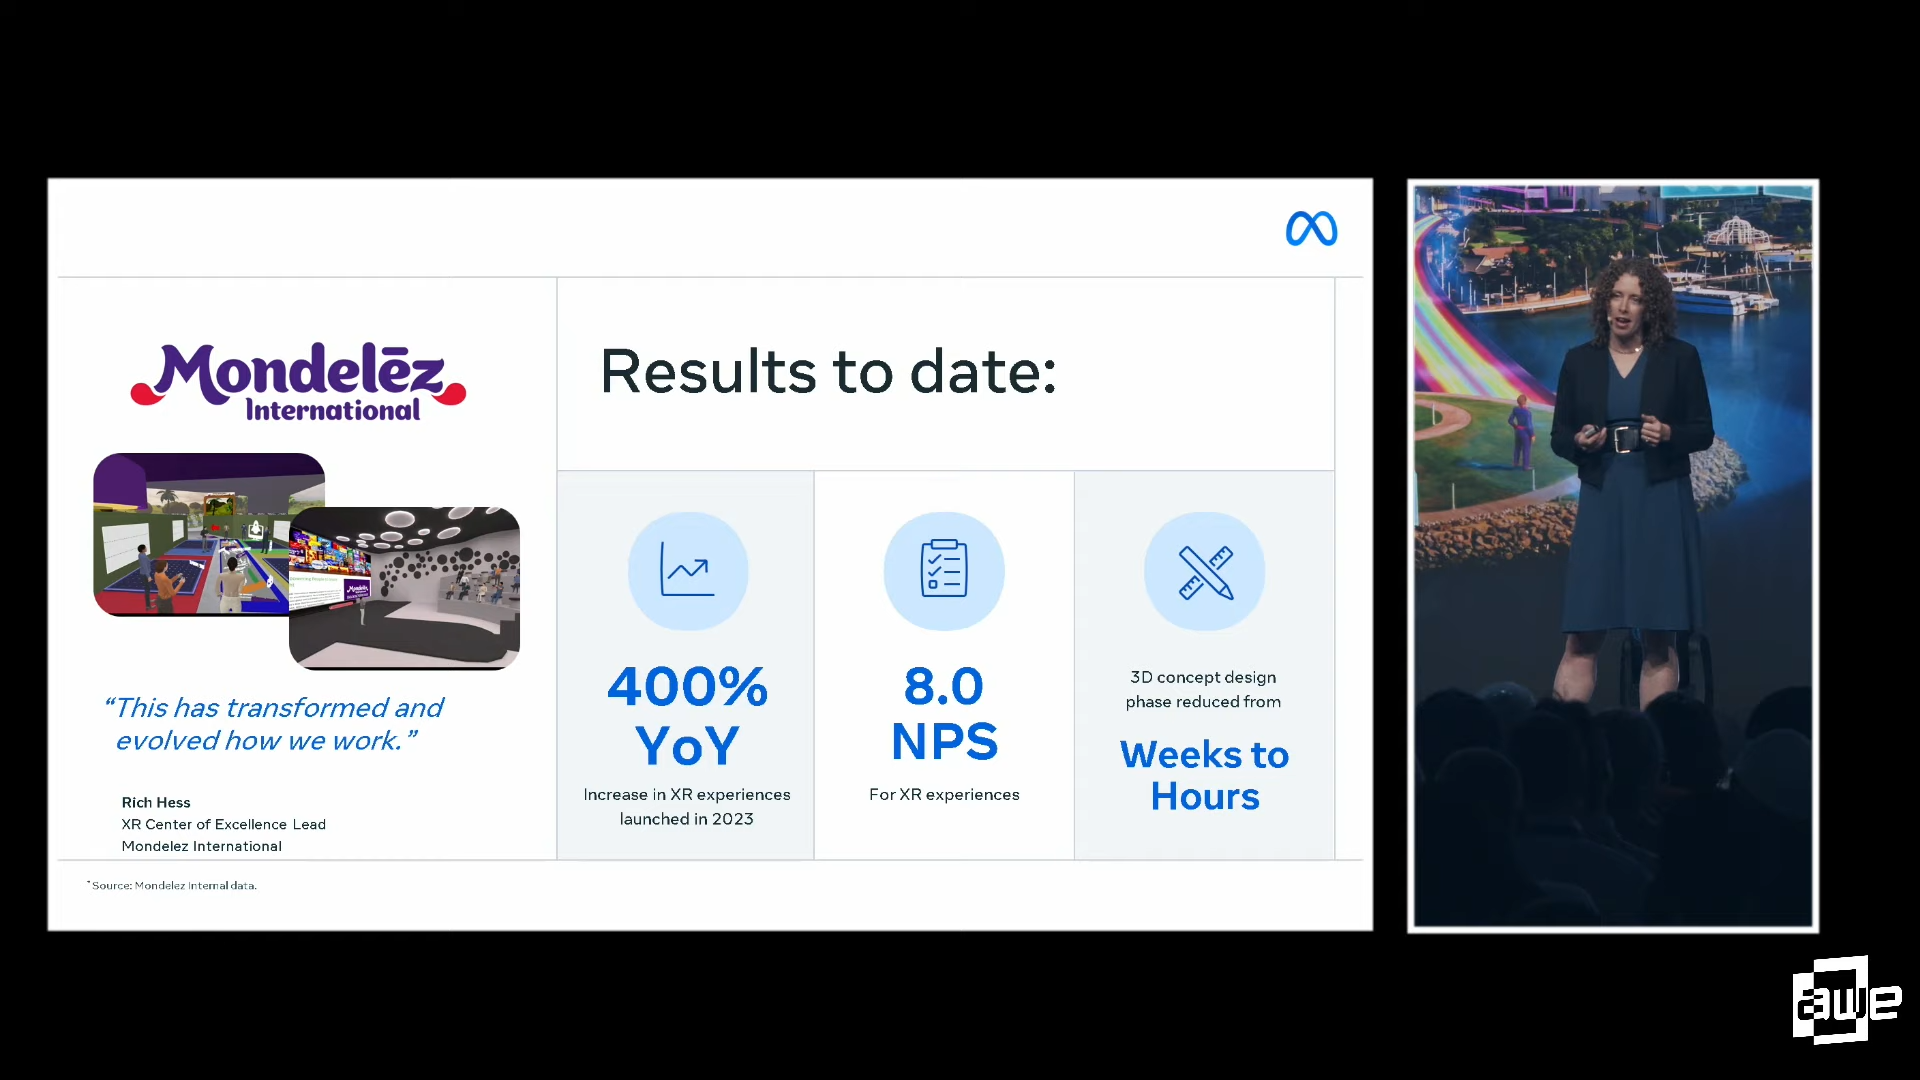 Mondelēz
International
"This has transformed and
evolved how we work."
Rich Hess
XR Center of Excellence Lead
Mondelez International
Results to date:
400%
YoY
Increase in XR experiences
launched in 2023
8.0
NPS
For XR experiences
3D concept design
phase reduced from
Weeks to
Hours
*Source: Mondelez Internal data.
awe